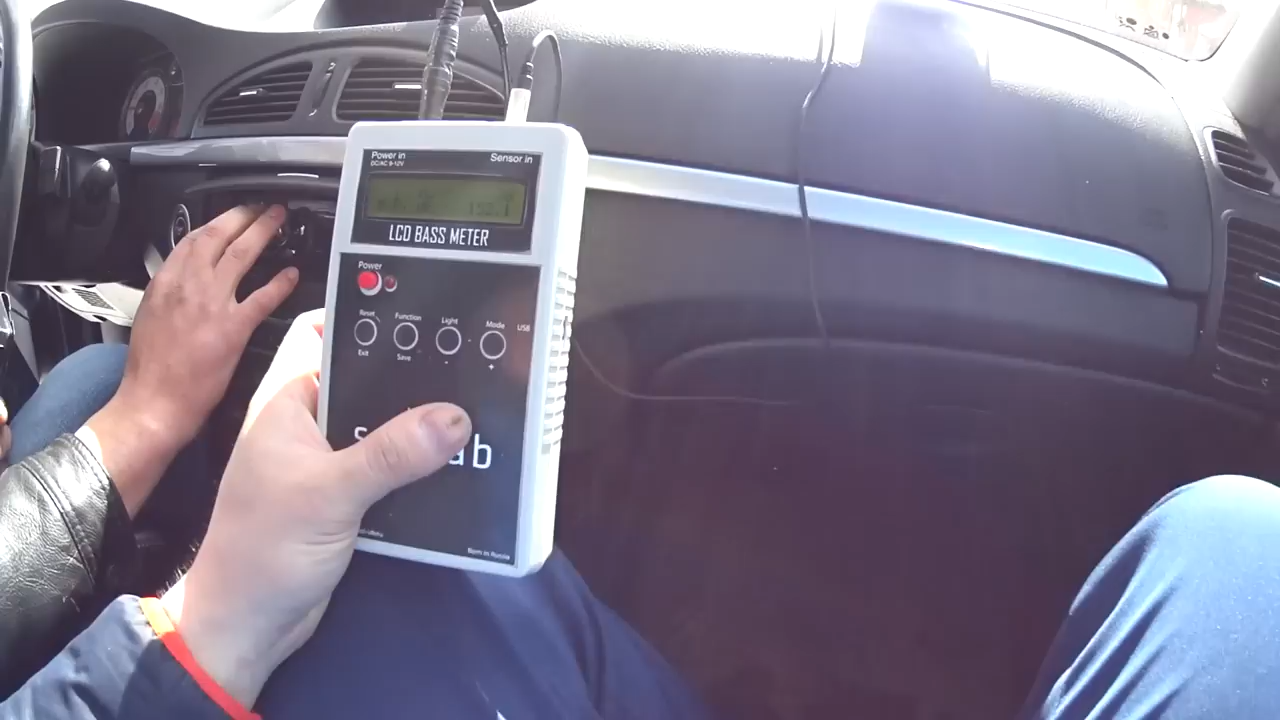 Power in
DC/AC 9-12V
Sensor in
LCD BASS METER
Power
Reset
Function
Light
Mode
USB
Exit
Save
-
+
Born in Russia